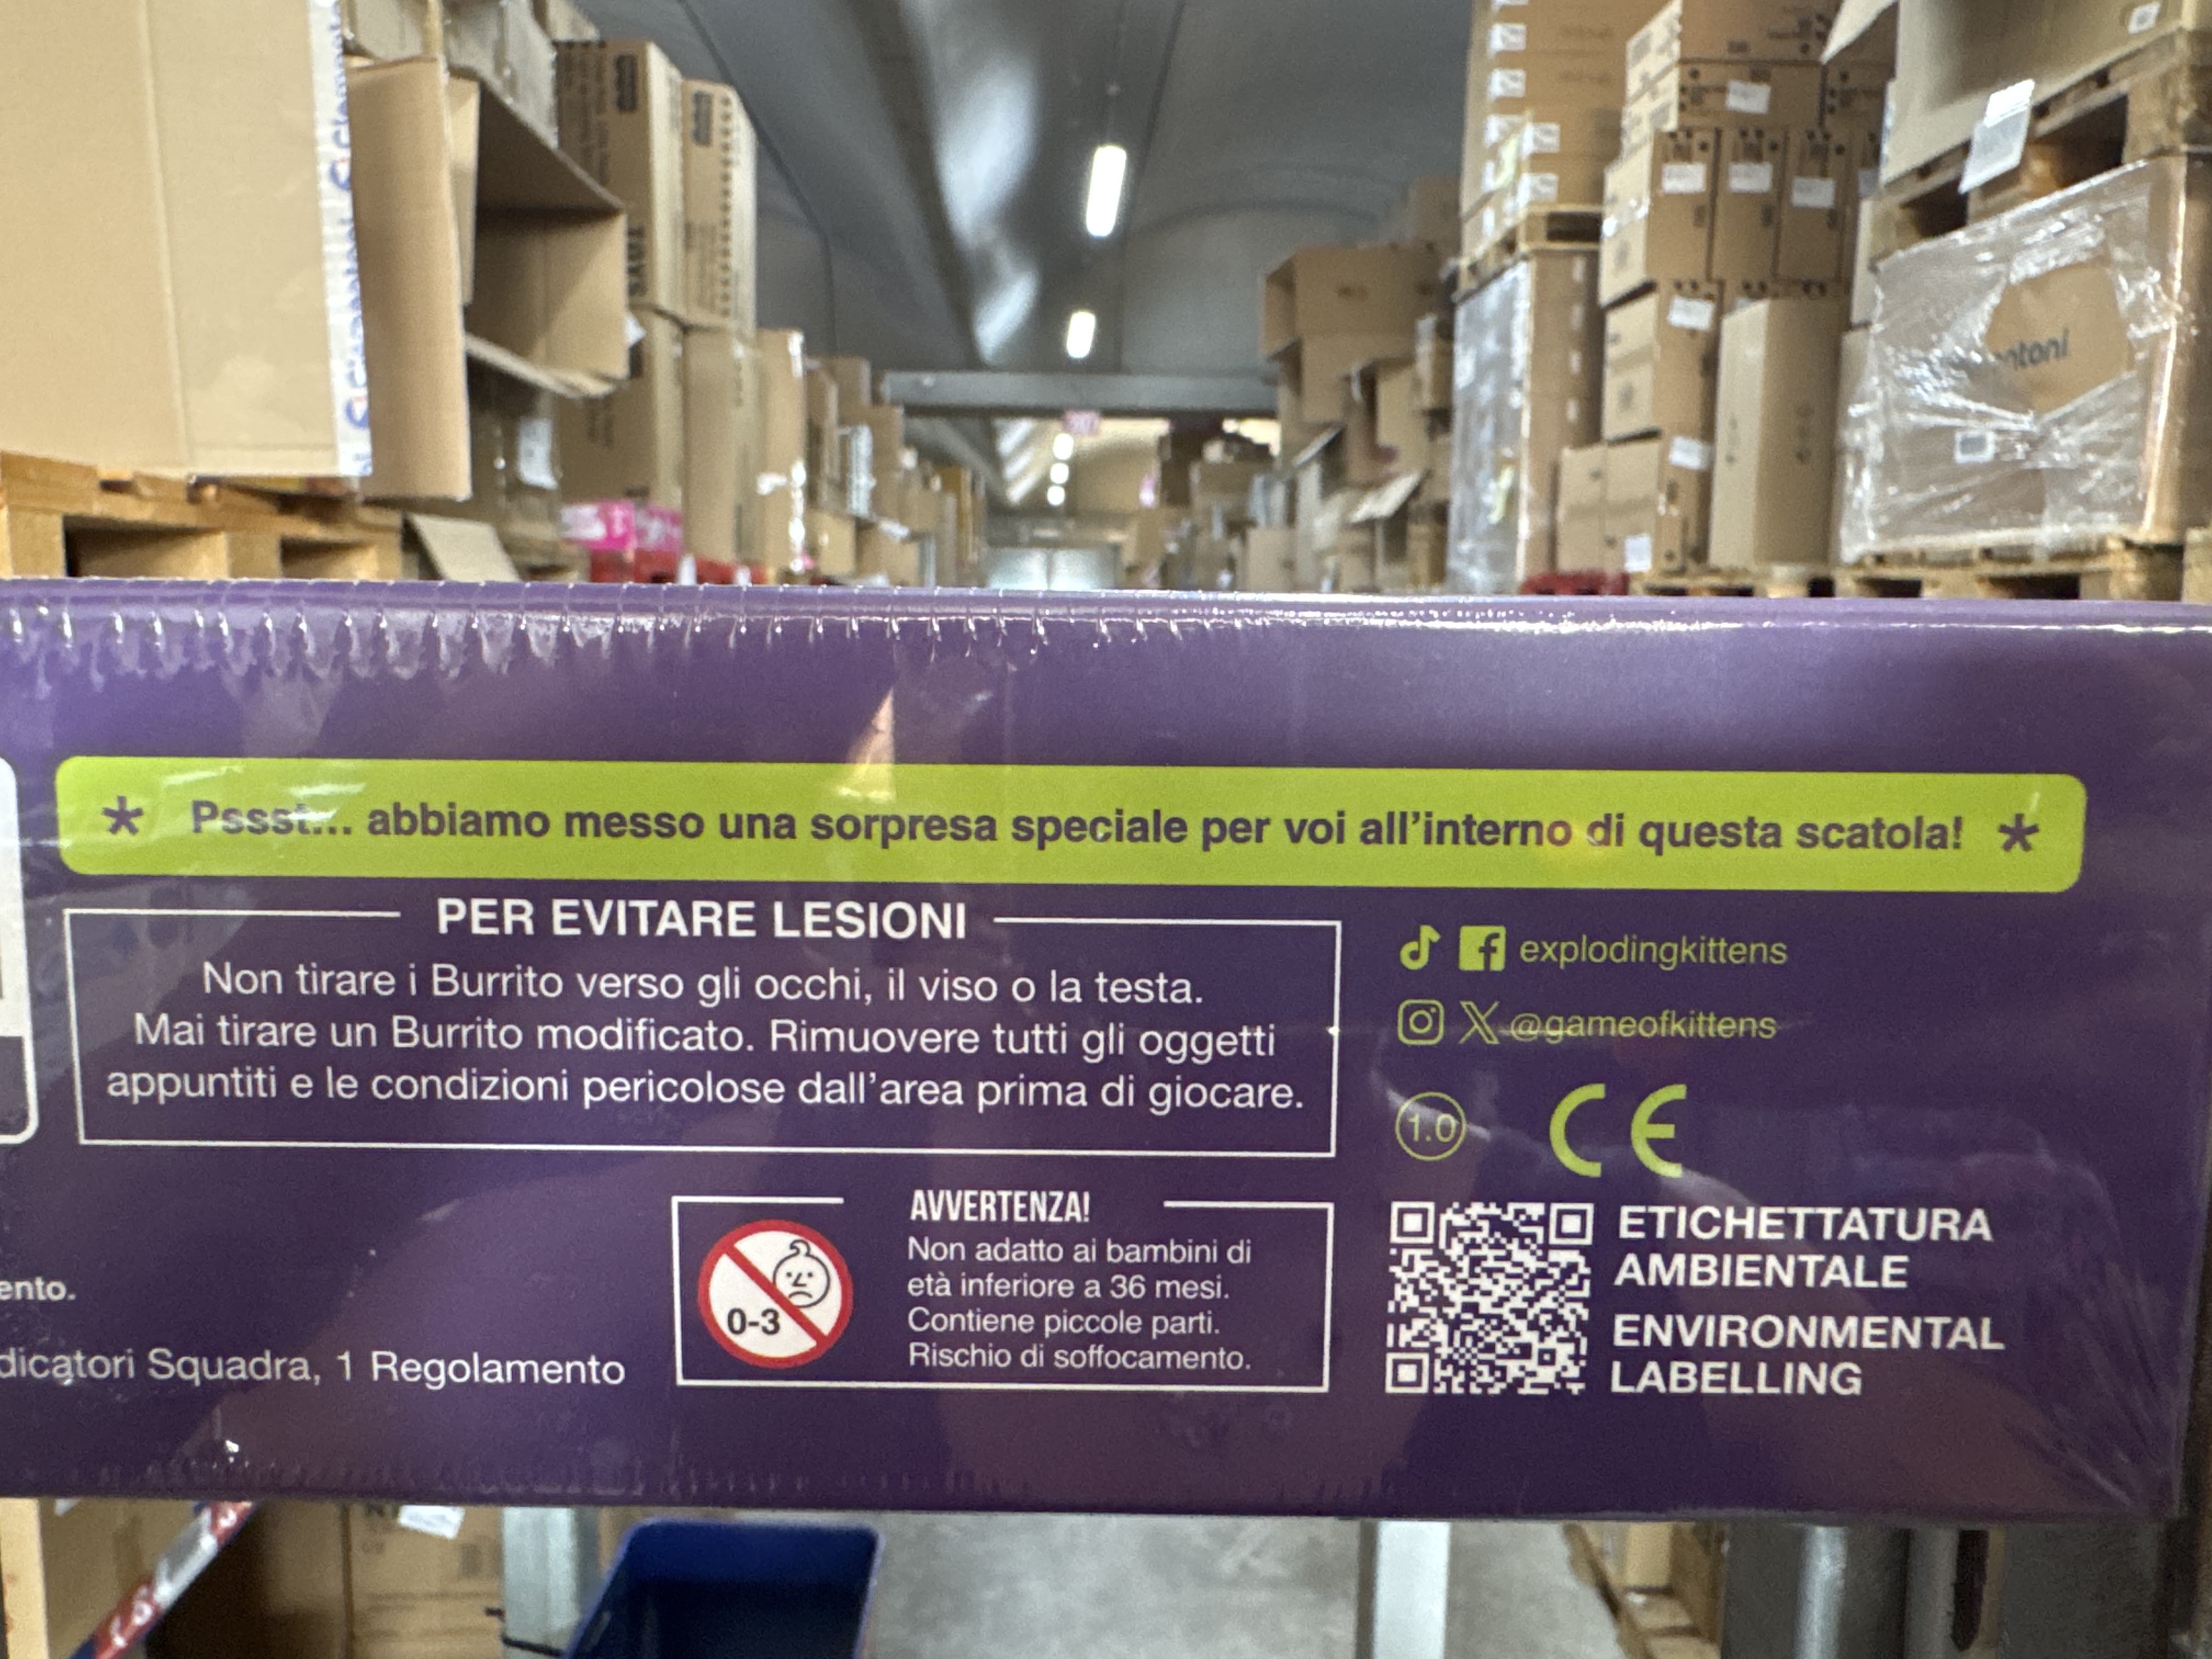 TOYS
ntoni
Pssst... abbiamo messo una sorpresa speciale per voi all'interno di questa scatola!
PER EVITARE LESIONI
Non tirare i Burrito verso gli occhi, il viso o la testa.
Mai tirare un Burrito modificato. Rimuovere tutti gli oggetti
appuntiti e le condizioni pericolose dall'area prima di giocare.
explodingkittens
@gameofkittens
1.0
CE
AVVERTENZA!
Non adatto ai bambini di
età inferiore a 36 mesi.
Contiene piccole parti.
Rischio di soffocamento.
0-3
ETICHETTATURA
AMBIENTALE
ENVIRONMENTAL
LABELLING
ento.
dicatori Squadra, 1 Regolamento